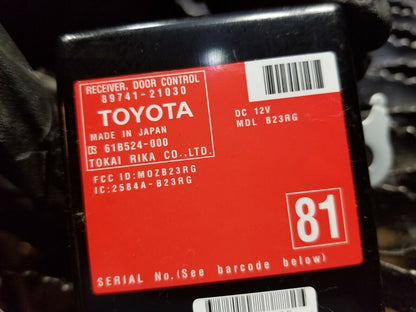 RECEIVER, DOOR CONTROL
89741-21030
TOYOTA
MADE IN JAPAN
61B524-000
TOKAI RIKA CO.,LTD.
DC 12V
MDL B23RG
FCC ID:MOZB23RG
IC:2584A-B23RG
81
SERIAL No.(See barcode below)